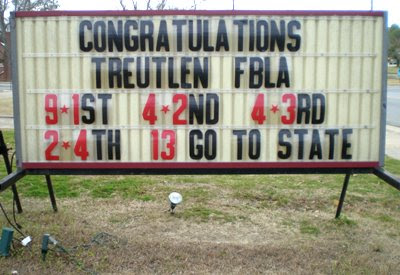 CONGRATULATIONS
TREUTLEN FBLA
9★1ST 4★2ND 4★3RD
2★4TH 13 GO TO STATE